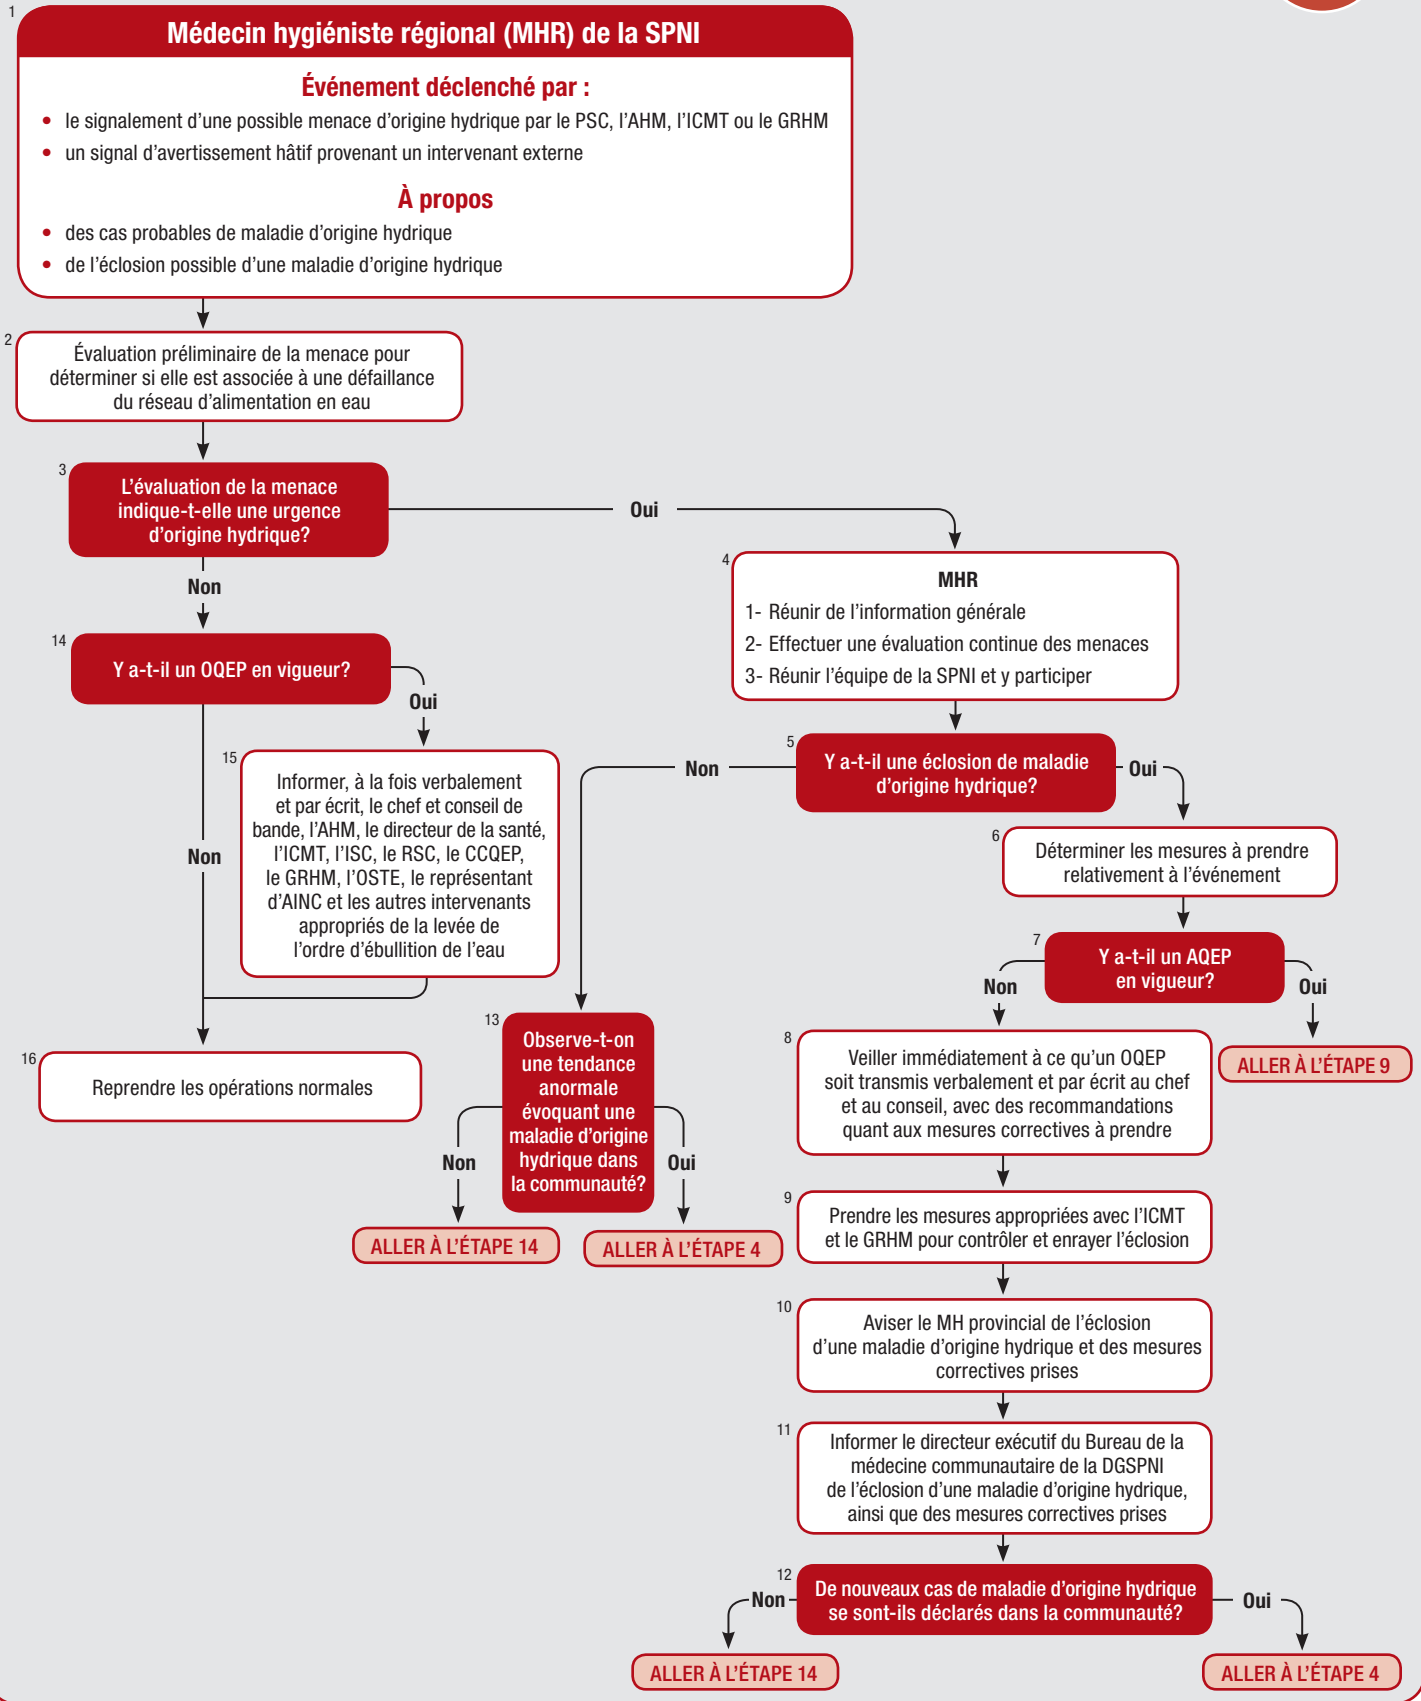 1
Médecin hygiéniste régional (MHR) de la SPNI
Événement déclenché par :
• le signalement d'une possible menace d'origine hydrique par le PSC, l'AHM, l'ICMT ou le GRHM
• un signal d'avertissement hâtif provenant un intervenant externe
À propos
• des cas probables de maladie d'origine hydrique
• de l'éclosion possible d'une maladie d'origine hydrique
2
Évaluation préliminaire de la menace pour
déterminer si elle est associée à une défaillance
du réseau d'alimentation en eau
3
L'évaluation de la menace
indique-t-elle une urgence
d'origine hydrique?
Oui
Non
4
MHR
1- Réunir de l'information générale
2- Effectuer une évaluation continue des menaces
3- Réunir l'équipe de la SPNI et y participer
14
Y a-t-il un OQEP en vigueur?
Oui
Non
15
Informer, à la fois verbalement
et par écrit, le chef et conseil de
bande, l'AHM, le directeur de la santé,
l'ICMT, l'ISC, le RSC, le CCQEP,
le GRHM, l'OSTE, le représentant
d'AINC et les autres intervenants
appropriés de la levée de
l'ordre d'ébullition de l'eau
16
Reprendre les opérations normales
5
Y a-t-il une éclosion de maladie
d'origine hydrique?
Non
Oui
6
Déterminer les mesures à prendre
relativement à l'événement
7
Y a-t-il un AQEP
en vigueur?
Non
Oui
ALLER À L'ÉTAPE 9
8
Veiller immédiatement à ce qu'un OQEP
soit transmis verbalement et par écrit au chef
et au conseil, avec des recommandations
quant aux mesures correctives à prendre
13
Observe-t-on
une tendance
anormale
évoquant une
maladie d'origine
hydrique dans
la communauté?
Non
Oui
ALLER À L'ÉTAPE 14
ALLER À L'ÉTAPE 4
9
Prendre les mesures appropriées avec l'ICMT
et le GRHM pour contrôler et enrayer l'éclosion
10
Aviser le MH provincial de l'éclosion
d'une maladie d'origine hydrique et des mesures
correctives prises
11
Informer le directeur exécutif du Bureau de la
médecine communautaire de la DGSPNI
de l'éclosion d'une maladie d'origine hydrique,
ainsi que des mesures correctives prises
12
De nouveaux cas de maladie d'origine hydrique
se sont-ils déclarés dans la communauté?
Non
Oui
ALLER À L'ÉTAPE 14
ALLER À L'ÉTAPE 4